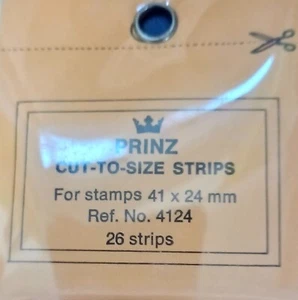 PRINZ
CUT-TO-SIZE STRIPS
For stamps 41 x 24 mm
Ref. No. 4124
26 strips